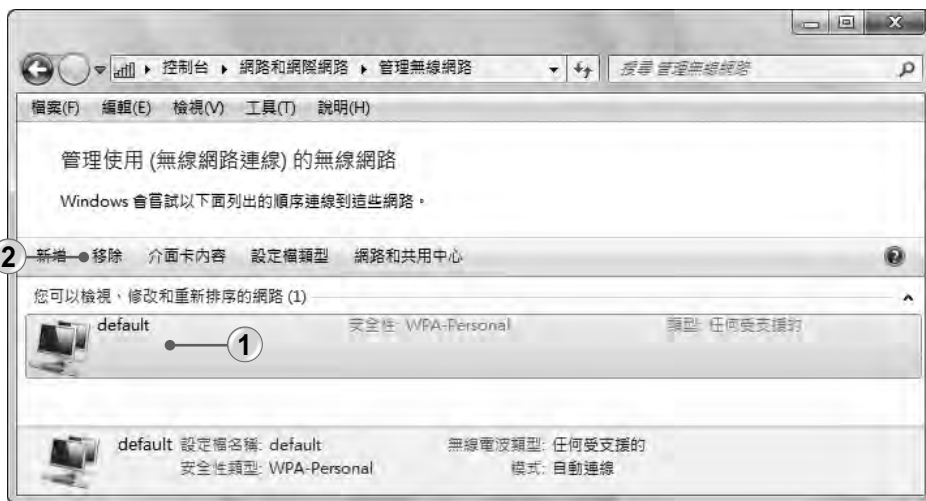 控制台 網路和網際網路 管理無線網路 搜尋 管理無線網路
檔案(F) 編輯(E) 檢視(V) 工具(T) 說明(H)
管理使用 (無線網路連線) 的無線網路
Windows 會嘗試以下面列出的順序連線到這些網路。
2 新增 移除 介面卡內容 設定檔類型 網路和共用中心
您可以檢視、修改和重新排序的網路 (1)
default 安全性: WPA-Personal 類型: 任何受支援的
1
default 設定檔名稱: default 無線電波類型: 任何受支援的
安全性類型: WPA-Personal 模式: 自動連線